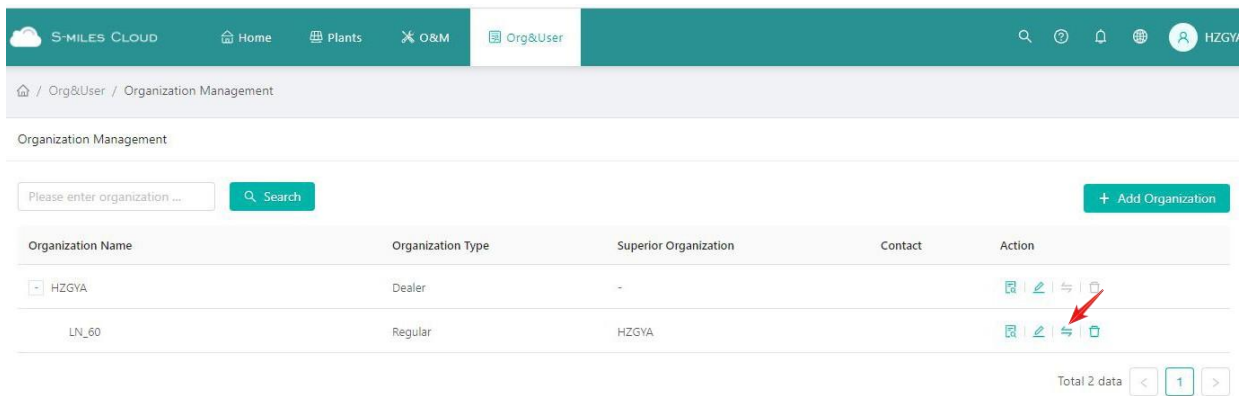 S-MILES CLOUD Home Plants O&M Org&User HZGYA
/ Org&User / Organization Management
Organization Management
Please enter organization ... Search + Add Organization
Organization Name Organization Type Superior Organization Contact Action
- HZGYA Dealer -
LN_60 Regular HZGYA
Total 2 data < 1 >